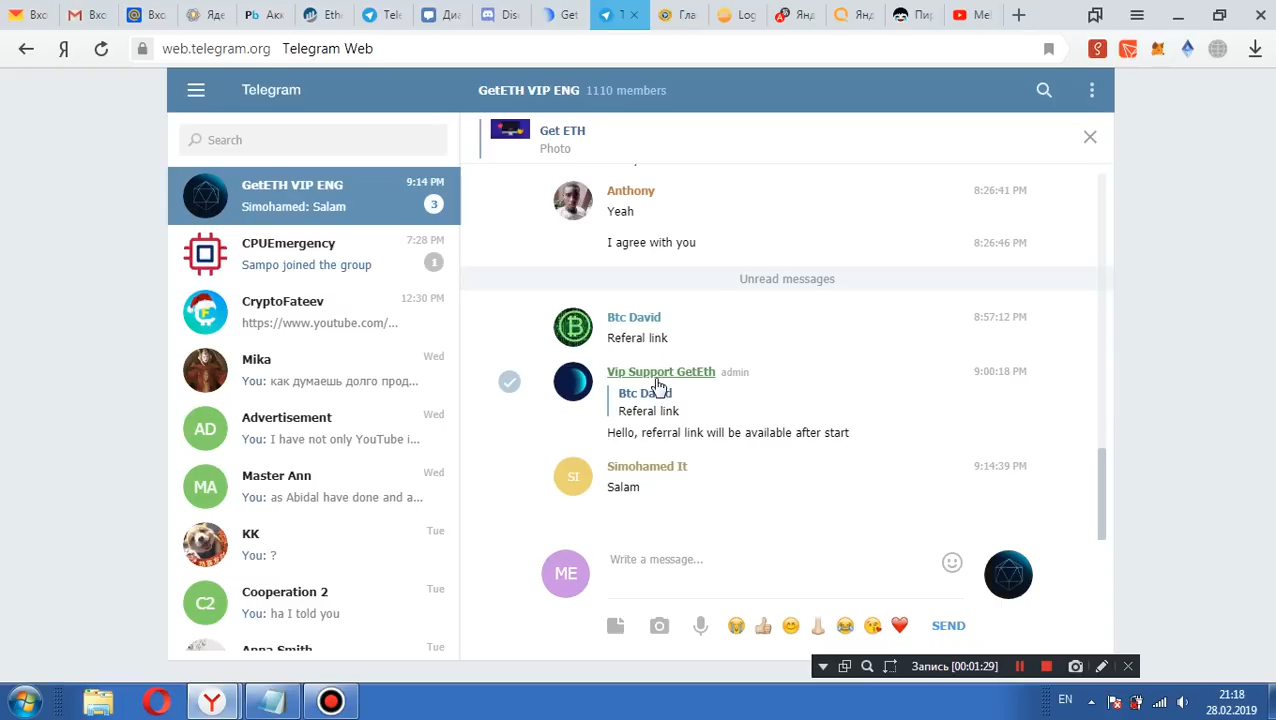 Вхо
Вхо
Вхо
Яде
Акк
Eth
Tele
Диа
Disc
Get
T
Гла
Log
Янд
Янд
Пир
Me
web.telegram.org Telegram Web
Telegram
GetETH VIP ENG 1110 members
Search
Get ETH
Photo
GetETH VIP ENG 9:14 PM
Simohamed: Salam 3
CPUEmergency 7:28 PM
Sampo joined the group 1
CryptoFateev 12:30 PM
https://www.youtube.com/...
Mika Wed
You: как думаешь долго прод...
AD
Advertisement Wed
You: I have not only YouTube i...
MA
Master Ann Wed
You: as Abidal have done and a...
KK Tue
You: ?
C2
Cooperation 2 Tue
You: ha I told you
Anna Smith Tue
Anthony 8:26:41 PM
Yeah
I agree with you 8:26:46 PM
Unread messages
Btc David 8:57:12 PM
Referal link
Vip Support GetEth admin 9:00:18 PM
Btc David
Referal link
Hello, referral link will be available after start
SI
Simohamed It 9:14:39 PM
Salam
ME
Write a message...
SEND
Запись [00:01:29]
EN
21:18
28.02.2019